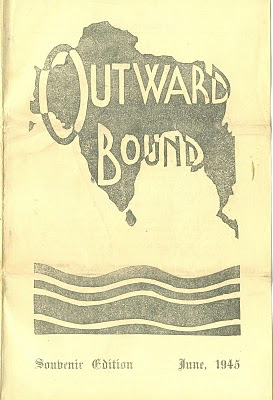 OUTWARD
BOUND
Souvenir Edition June, 1945